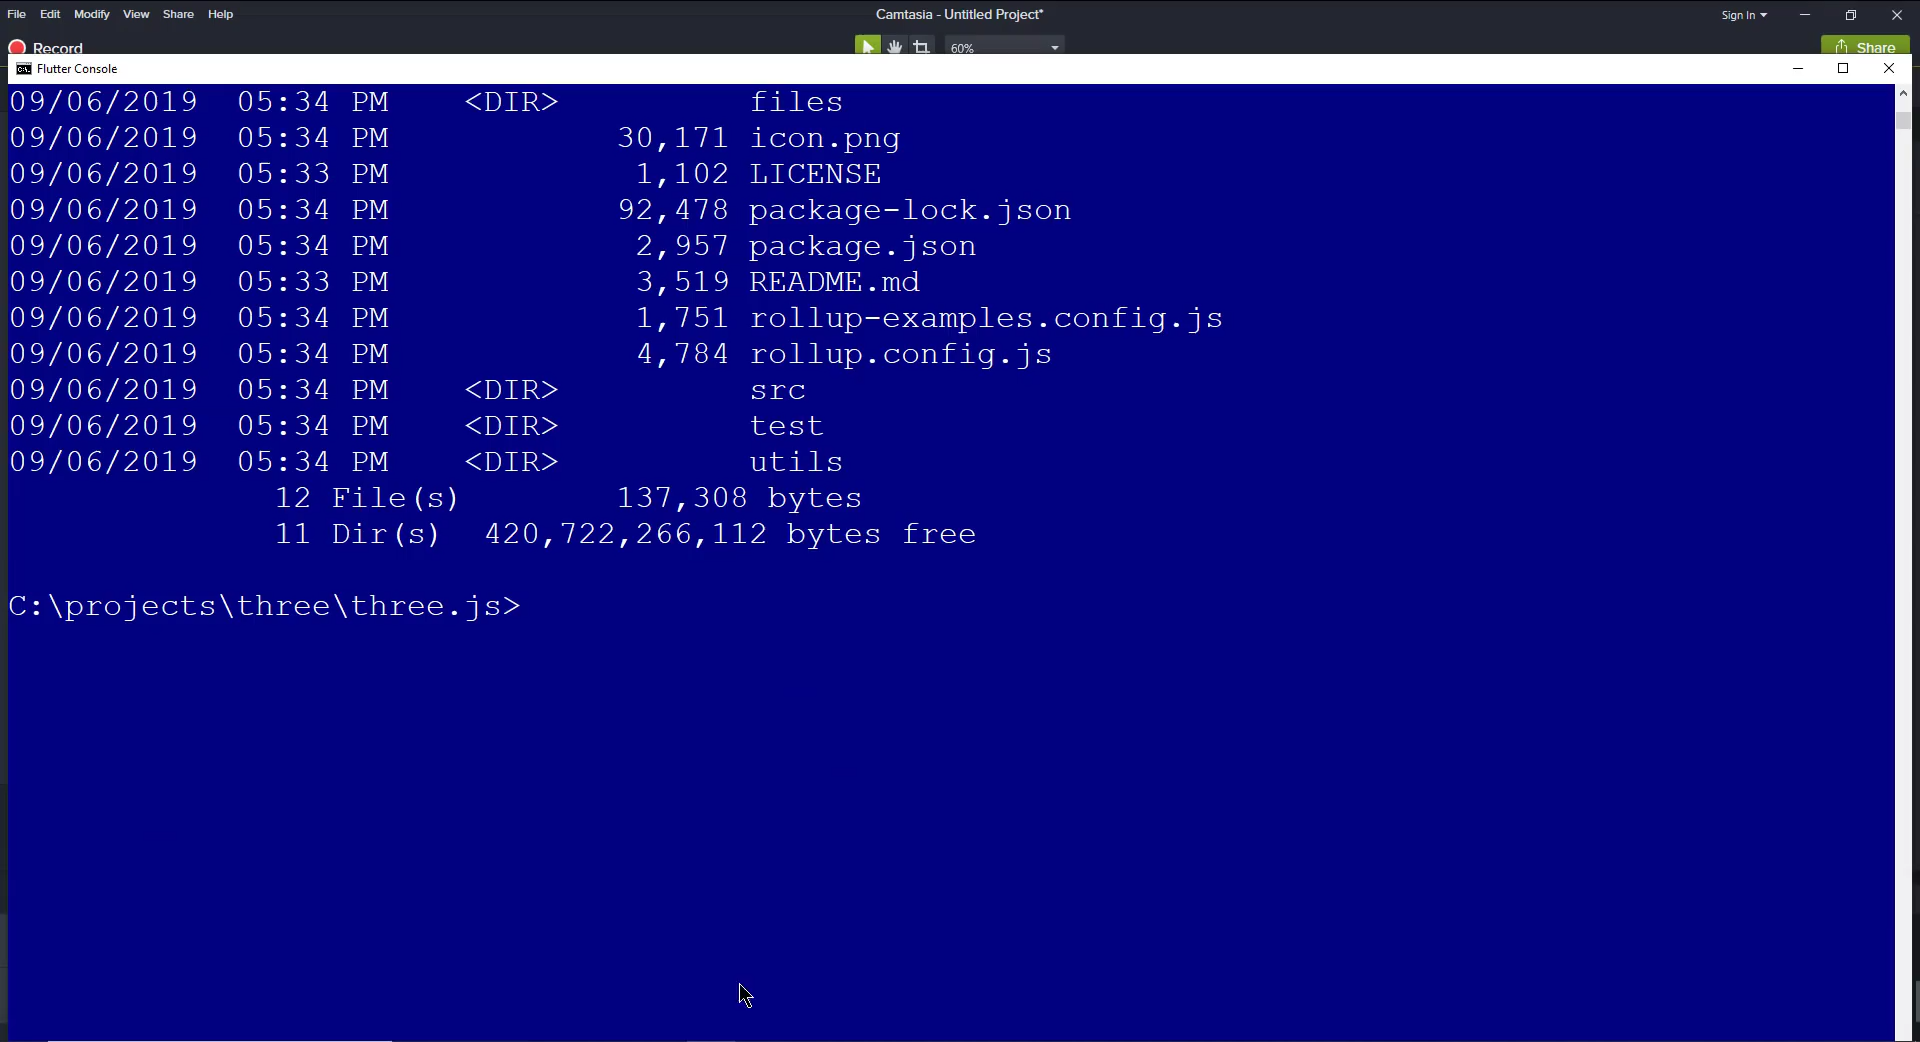 File Edit Modify View Share Help Camtasia - Untitled Project* Sign In
Record 60% Share
Flutter Console
09/06/2019 05:34 PM <DIR> files
09/06/2019 05:34 PM 30,171 icon.png
09/06/2019 05:33 PM 1,102 LICENSE
09/06/2019 05:34 PM 92,478 package-lock.json
09/06/2019 05:34 PM 2,957 package.json
09/06/2019 05:33 PM 3,519 README.md
09/06/2019 05:34 PM 1,751 rollup-examples.config.js
09/06/2019 05:34 PM 4,784 rollup.config.js
09/06/2019 05:34 PM <DIR> src
09/06/2019 05:34 PM <DIR> test
09/06/2019 05:34 PM <DIR> utils
12 File(s) 137,308 bytes
11 Dir(s) 420,722,266,112 bytes free
C:\projects\three\three.js>